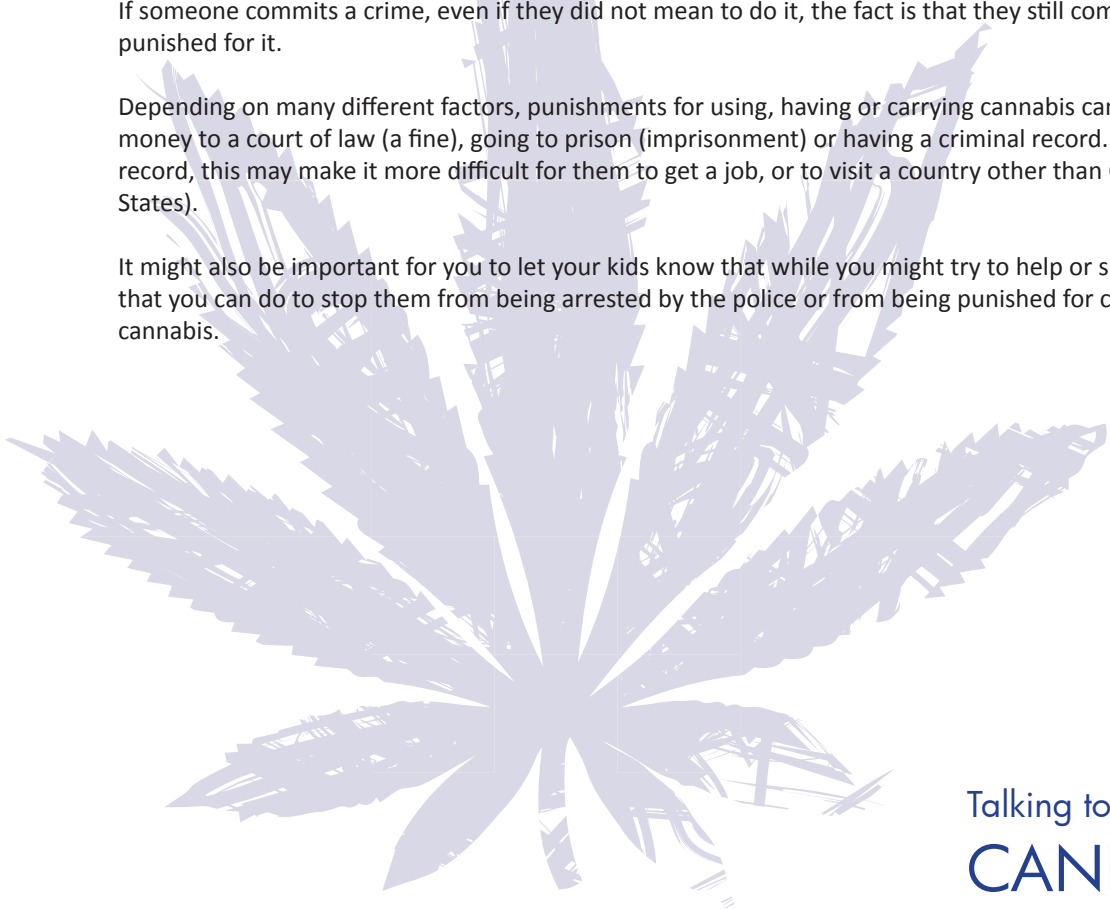 If someone commits a crime, even if they did not mean to do it, the fact is that they still com
punished for it.
Depending on many different factors, punishments for using, having or carrying cannabis can
money to a court of law (a fine), going to prison (imprisonment) or having a criminal record.
record, this may make it more difficult for them to get a job, or to visit a country other than
States).
It might also be important for you to let your kids know that while you might try to help or s
that you can do to stop them from being arrested by the police or from being punished for c
cannabis.
Talking to
CAN